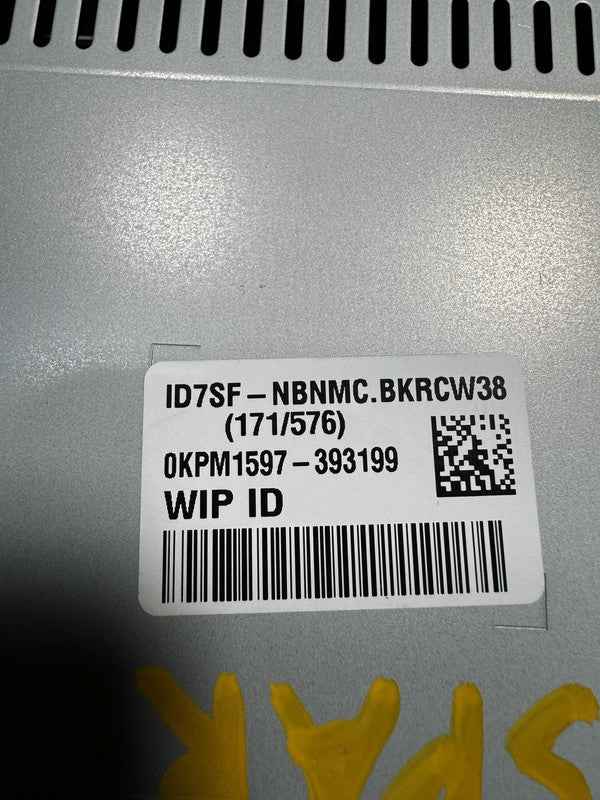 ID7SF-NBNMC.BKRCW38
(171/576)
0KPM1597-393199
WIP ID